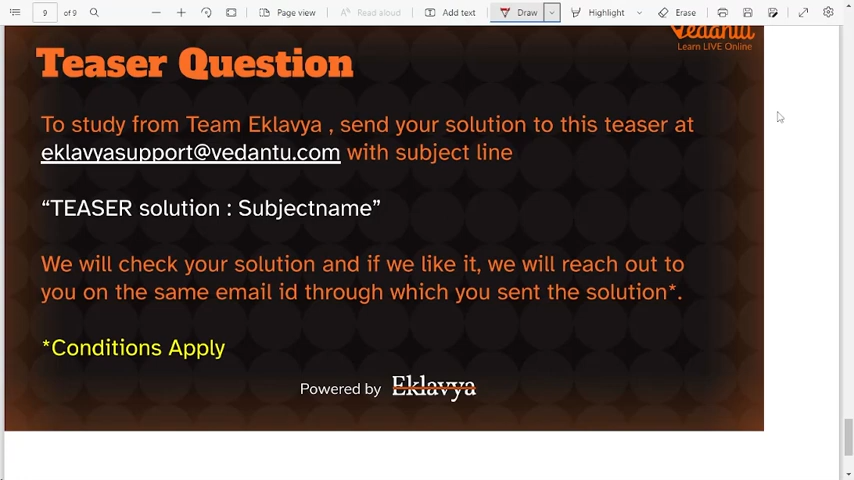 9 of 9 Page view Read aloud Add text Draw Highlight Erase
Vedantu
Learn LIVE Online
Teaser Question
To study from Team Eklavya , send your solution to this teaser at
eklavyasupport@vedantu.com with subject line
“TEASER solution : Subjectname”
We will check your solution and if we like it, we will reach out to
you on the same email id through which you sent the solution*.
*Conditions Apply
Powered by Eklavya